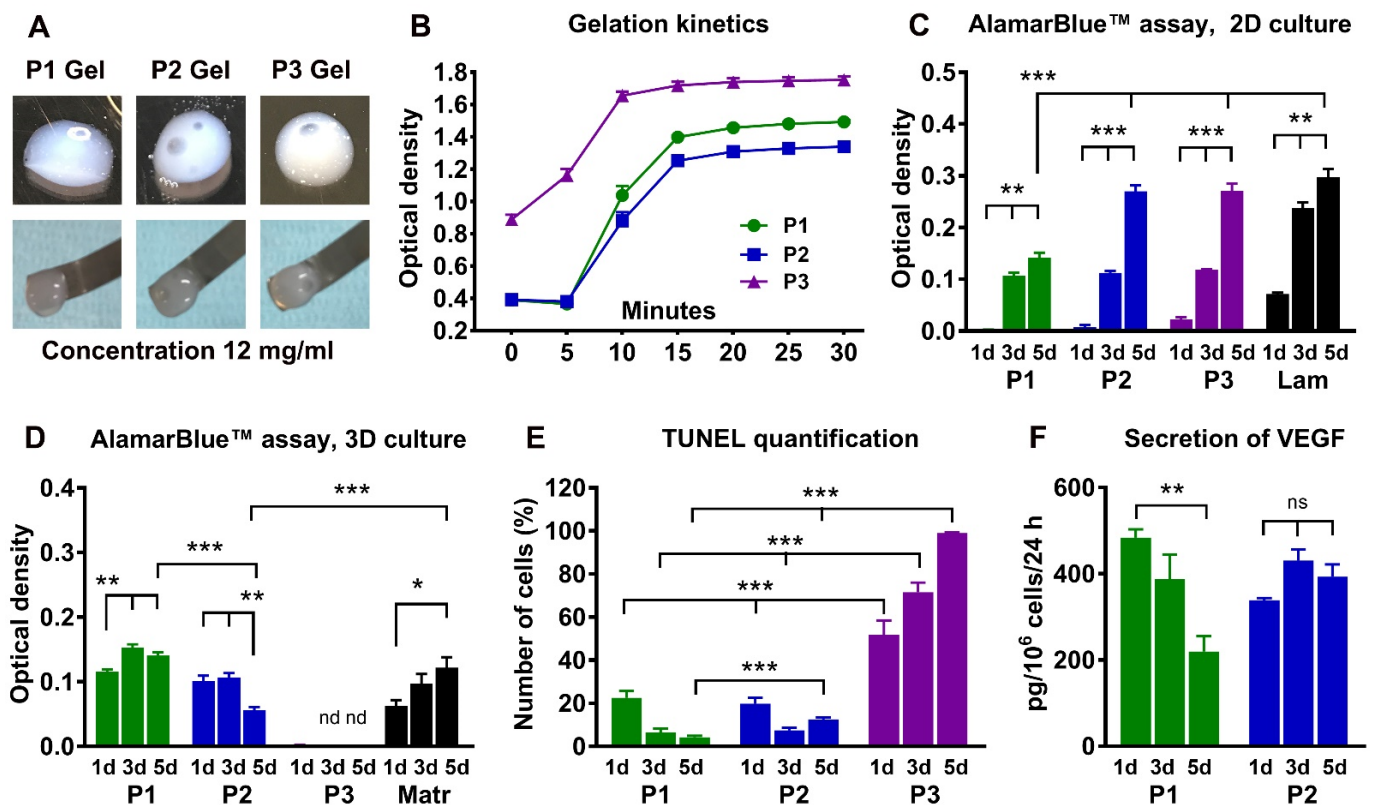 A
P1 Gel P2 Gel P3 Gel
Concentration 12 mg/ml
B Gelation kinetics
Optical density
1.8
1.6
1.4
1.2
1.0
0.8
0.6
0.4
0.2
P1
P2
P3
Minutes
0 5 10 15 20 25 30
C AlamarBlue™ assay, 2D culture
Optical density
0.5
0.4
0.3
0.2
0.1
0.0
***
** *** *** **
1d 3d 5d 1d 3d 5d 1d 3d 5d 1d 3d 5d
P1 P2 P3 Lam
D AlamarBlue™ assay, 3D culture
Optical density
0.4
0.3
0.2
0.1
0.0
***
***
** ** *
nd nd
1d 3d 5d 1d 3d 5d 1d 3d 5d 1d 3d 5d
P1 P2 P3 Matr
E TUNEL quantification
Number of cells (%)
120
100
80
60
40
20
0
***
***
***
***
1d 3d 5d 1d 3d 5d 1d 3d 5d
P1 P2 P3
F Secretion of VEGF
pg/10⁶ cells/24 h
600
400
200
0
** ns
1d 3d 5d 1d 3d 5d
P1 P2